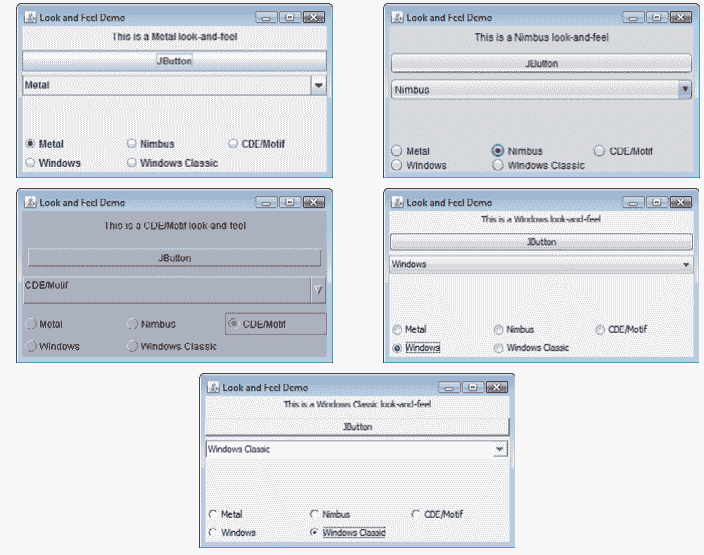 Look and Feel Demo
This is a Metal look-and-feel
JButton
Metal
Metal Nimbus CDE/Motif
Windows Windows Classic
Look and Feel Demo
This is a Nimbus look-and-feel
JButton
Nimbus
Metal Nimbus CDE/Motif
Windows Windows Classic
Look and Feel Demo
This is a CDE/Motif look-and-feel
JButton
CDE/Motif
Metal Nimbus CDE/Motif
Windows Windows Classic
Look and Feel Demo
This is a Windows look-and-feel
JButton
Windows
Metal Nimbus CDE/Motif
Windows Windows Classic
Look and Feel Demo
This is a Windows Classic look-and-feel
JButton
Windows Classic
Metal Nimbus CDE/Motif
Windows Windows Classic